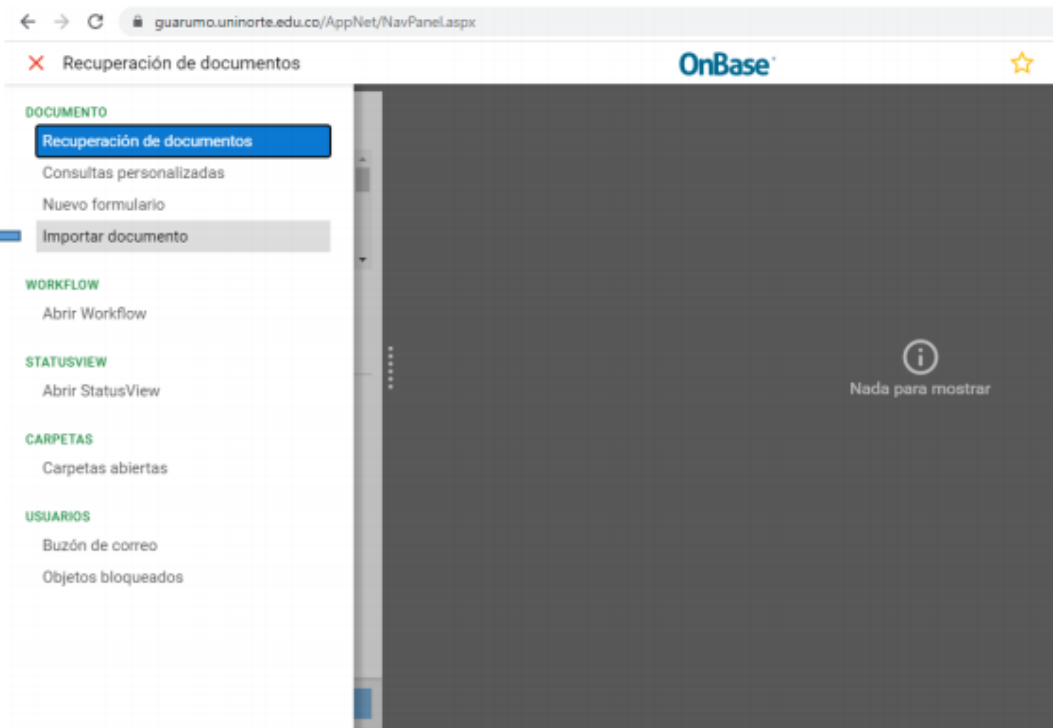 guarumo.uninorte.edu.co/AppNet/NavPanel.aspx
Recuperación de documentos
OnBase
DOCUMENTO
Recuperación de documentos
Consultas personalizadas
Nuevo formulario
Importar documento
WORKFLOW
Abrir Workflow
STATUSVIEW
Abrir StatusView
CARPETAS
Carpetas abiertas
USUARIOS
Buzón de correo
Objetos bloqueados
Nada para mostrar